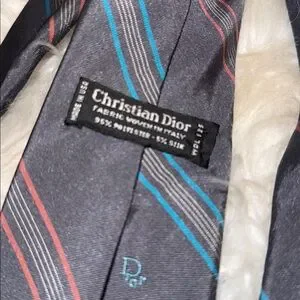 MADE IN USA
Christian Dior
FABRIC WOVEN IN ITALY
95% POLYESTER - 5% SILK
Dior